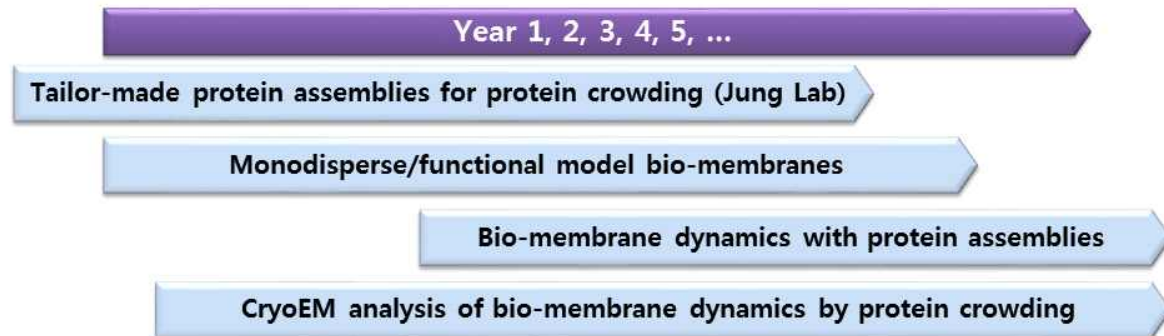 Year 1, 2, 3, 4, 5, ...
Tailor-made protein assemblies for protein crowding (Jung Lab)
Monodisperse/functional model bio-membranes
Bio-membrane dynamics with protein assemblies
CryoEM analysis of bio-membrane dynamics by protein crowding